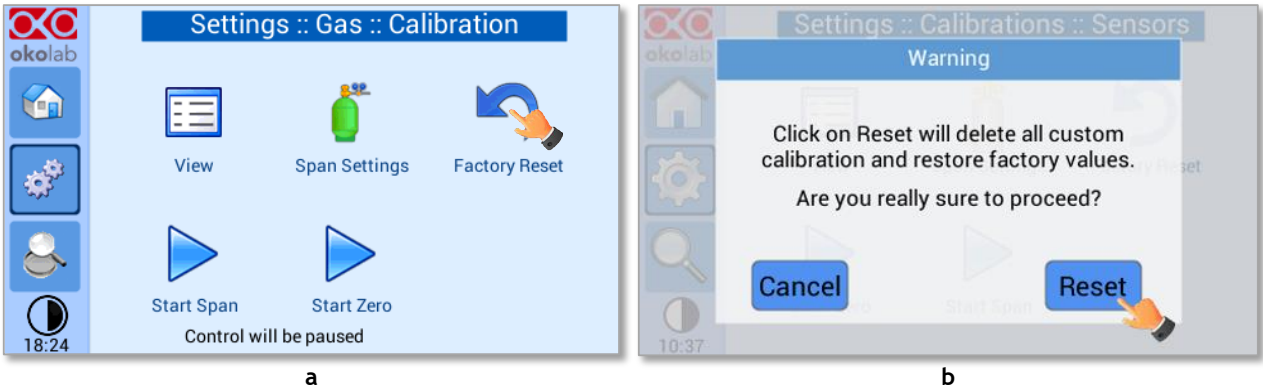 Settings :: Gas :: Calibration
okolab
View
Span Settings
Factory Reset
Start Span
Start Zero
Control will be paused
18:24
a
Settings :: Calibrations :: Sensors
okolab
Warning
Click on Reset will delete all custom
calibration and restore factory values.
Are you really sure to proceed?
Cancel
Reset
Start Span
10:37
b